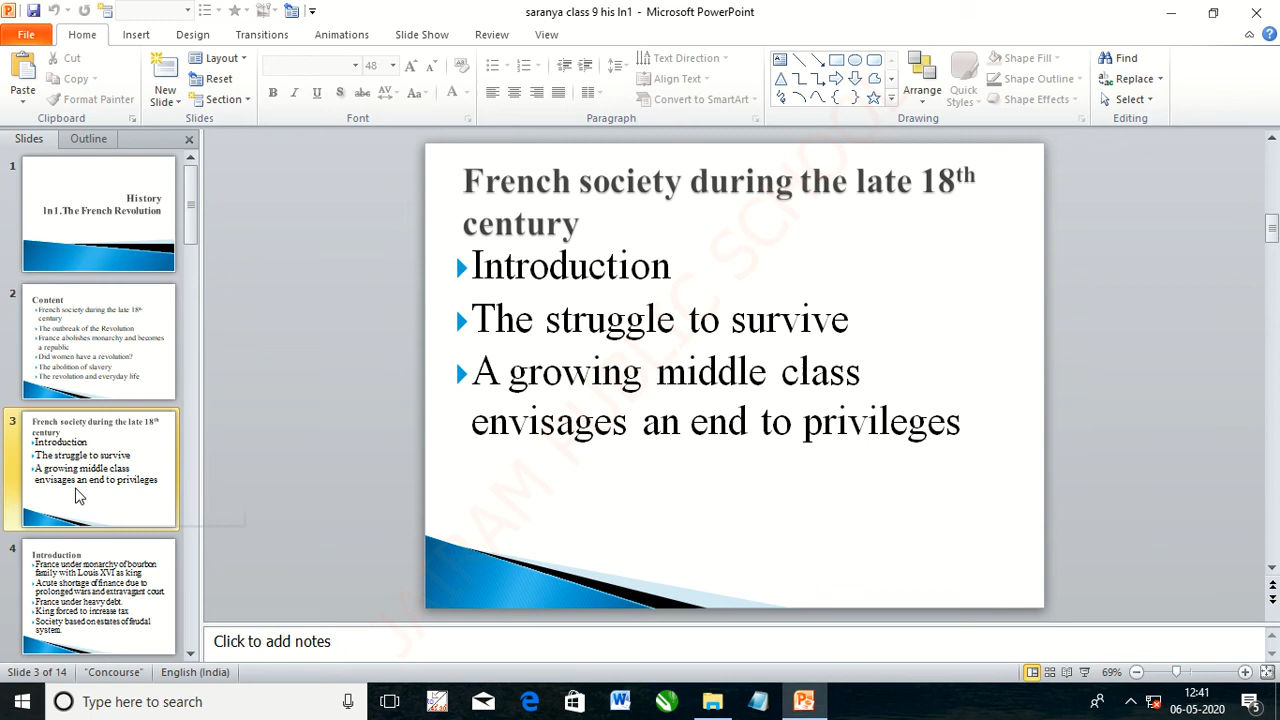 saranya class 9 his ln1 - Microsoft PowerPoint
File Home Insert Design Transitions Animations Slide Show Review View
Paste
Cut
Copy
Format Painter
Clipboard
New Slide
Layout
Reset
Section
Slides
48
Font
Text Direction
Align Text
Convert to SmartArt
Paragraph
Arrange
Quick Styles
Shape Fill
Shape Outline
Shape Effects
Drawing
Find
Replace
Select
Editing
Slides Outline
1
History
ln1.The French Revolution
2
Content
French society during the late 18th
century
The outbreak of the Revolution
France abolishes monarchy and becomes
a republic
Did women have a revolution?
The abolition of slavery
The revolution and everyday life
3
French society during the late 18th
century
Introduction
The struggle to survive
A growing middle class
envisages an end to privileges
4
Introduction
France under monarchy of bourbon
family with Louis XVI as king
Acute shortage of finance due to
prolonged wars and extravagant court.
France under heavy debt.
King forced to increase tax
Society based on estates of feudal
system.
French society during the late 18th
century
Introduction
The struggle to survive
A growing middle class
envisages an end to privileges
PUBLIC SCHOOL
Click to add notes
Slide 3 of 14 "Concourse" English (India) 69%
Type here to search
12:41
06-05-2020
5